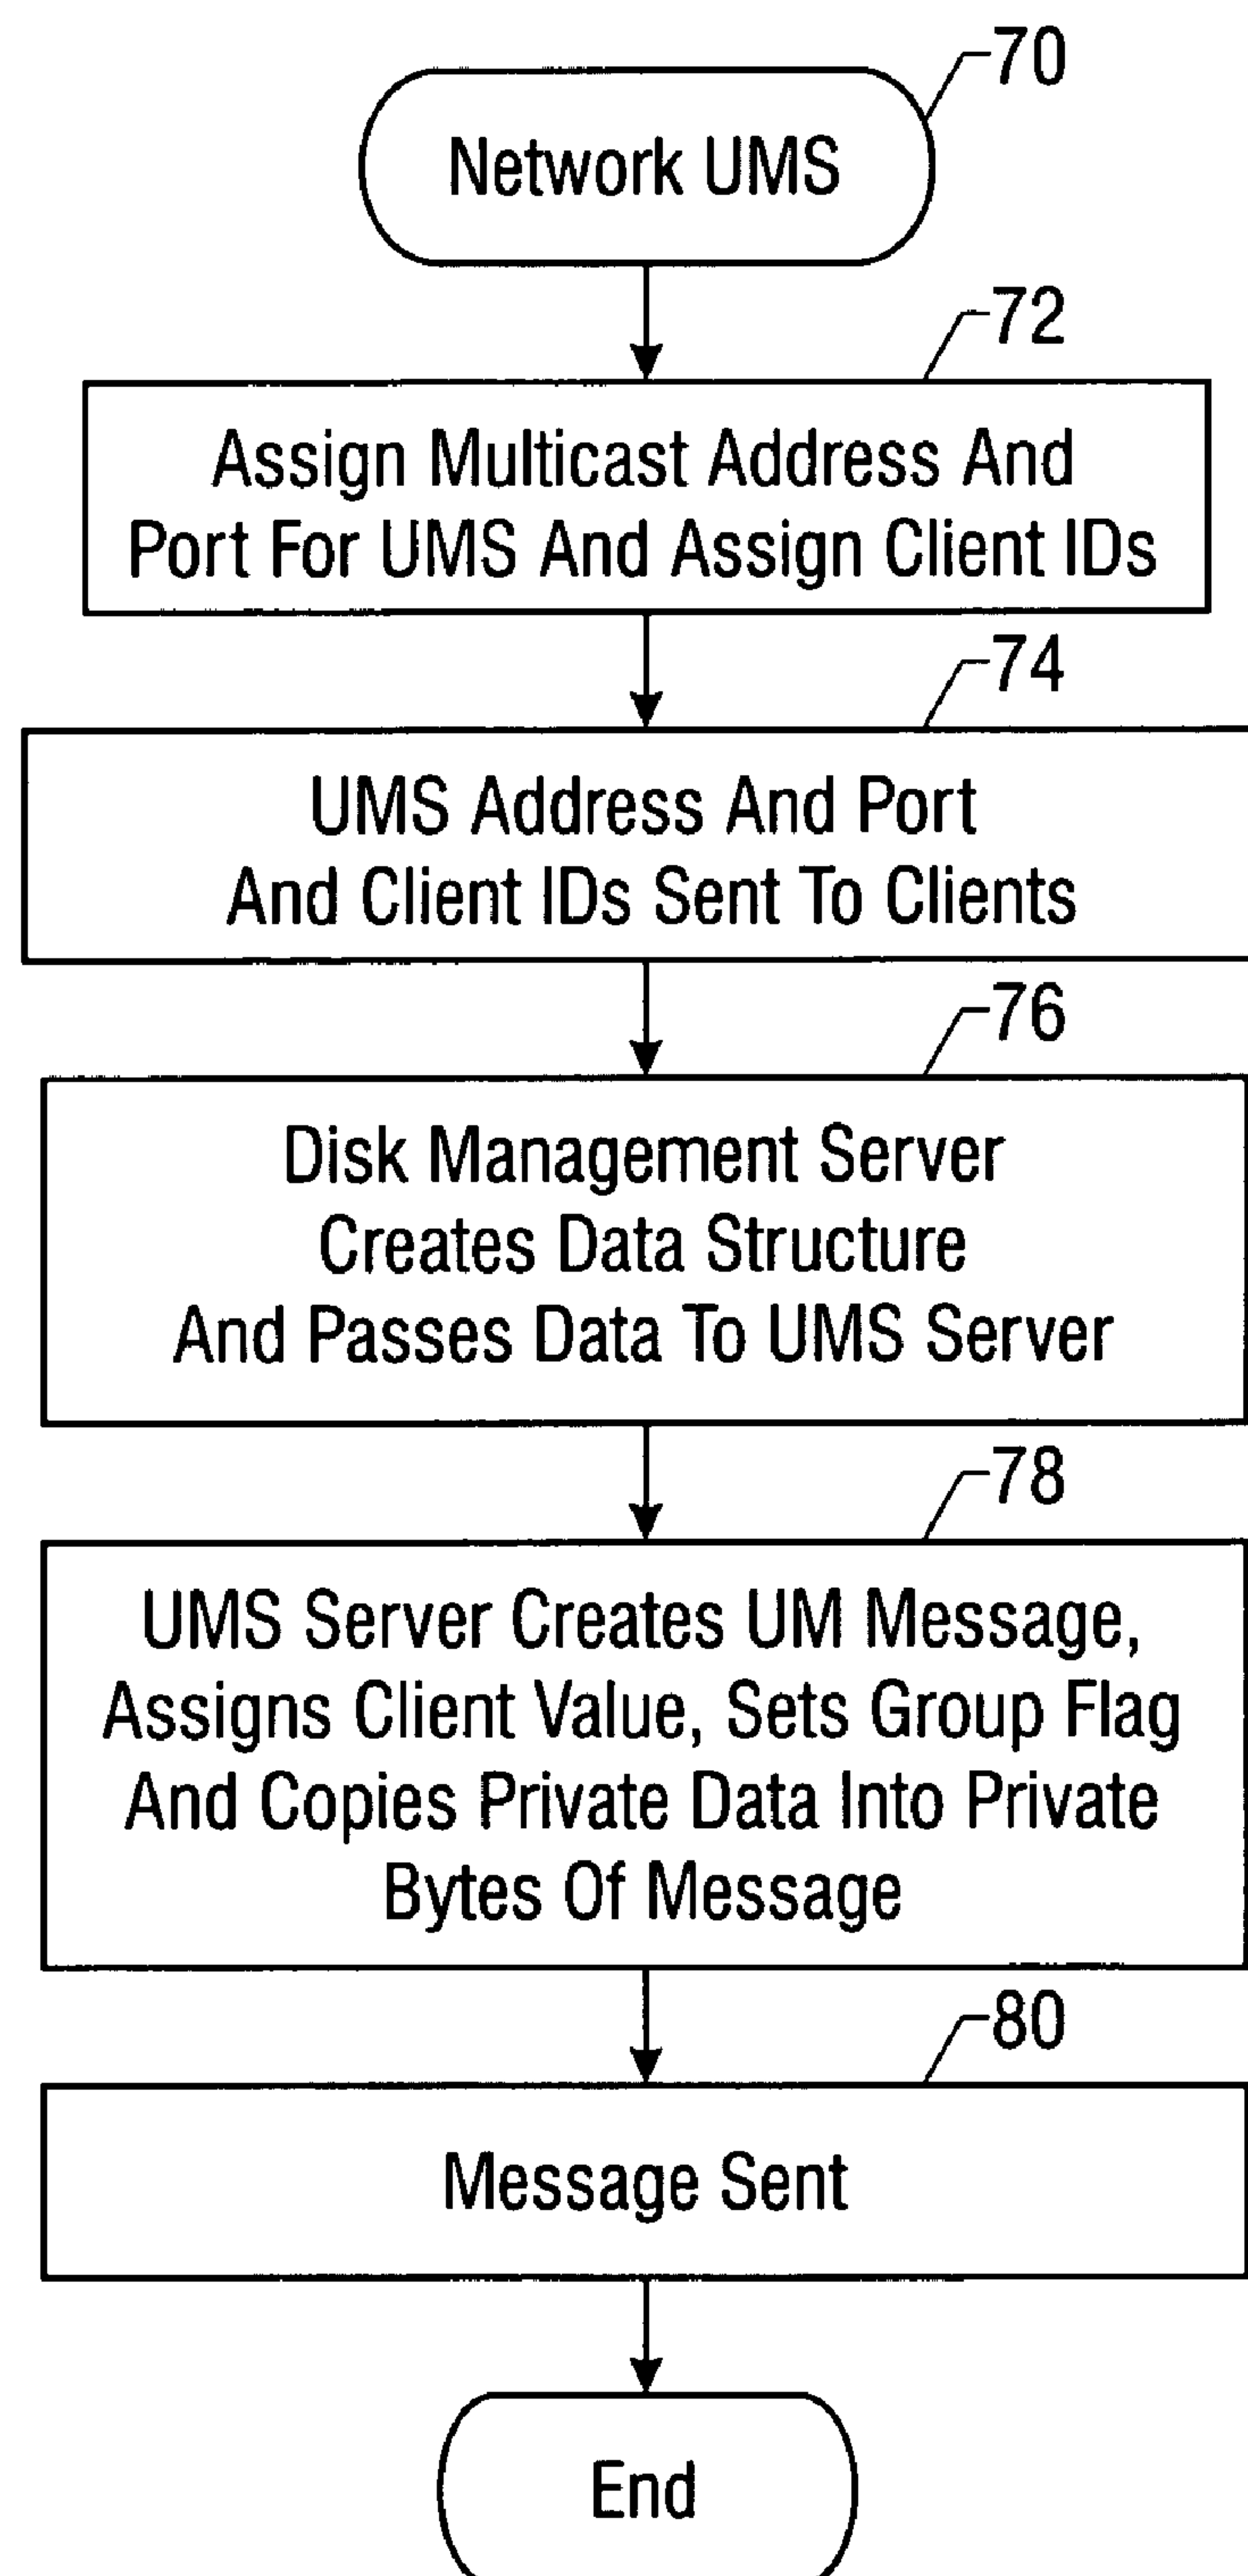 70
Network UMS
72
Assign Multicast Address And
Port For UMS And Assign Client IDs
74
UMS Address And Port
And Client IDs Sent To Clients
76
Disk Management Server
Creates Data Structure
And Passes Data To UMS Server
78
UMS Server Creates UM Message,
Assigns Client Value, Sets Group Flag
And Copies Private Data Into Private
Bytes Of Message
80
Message Sent
End